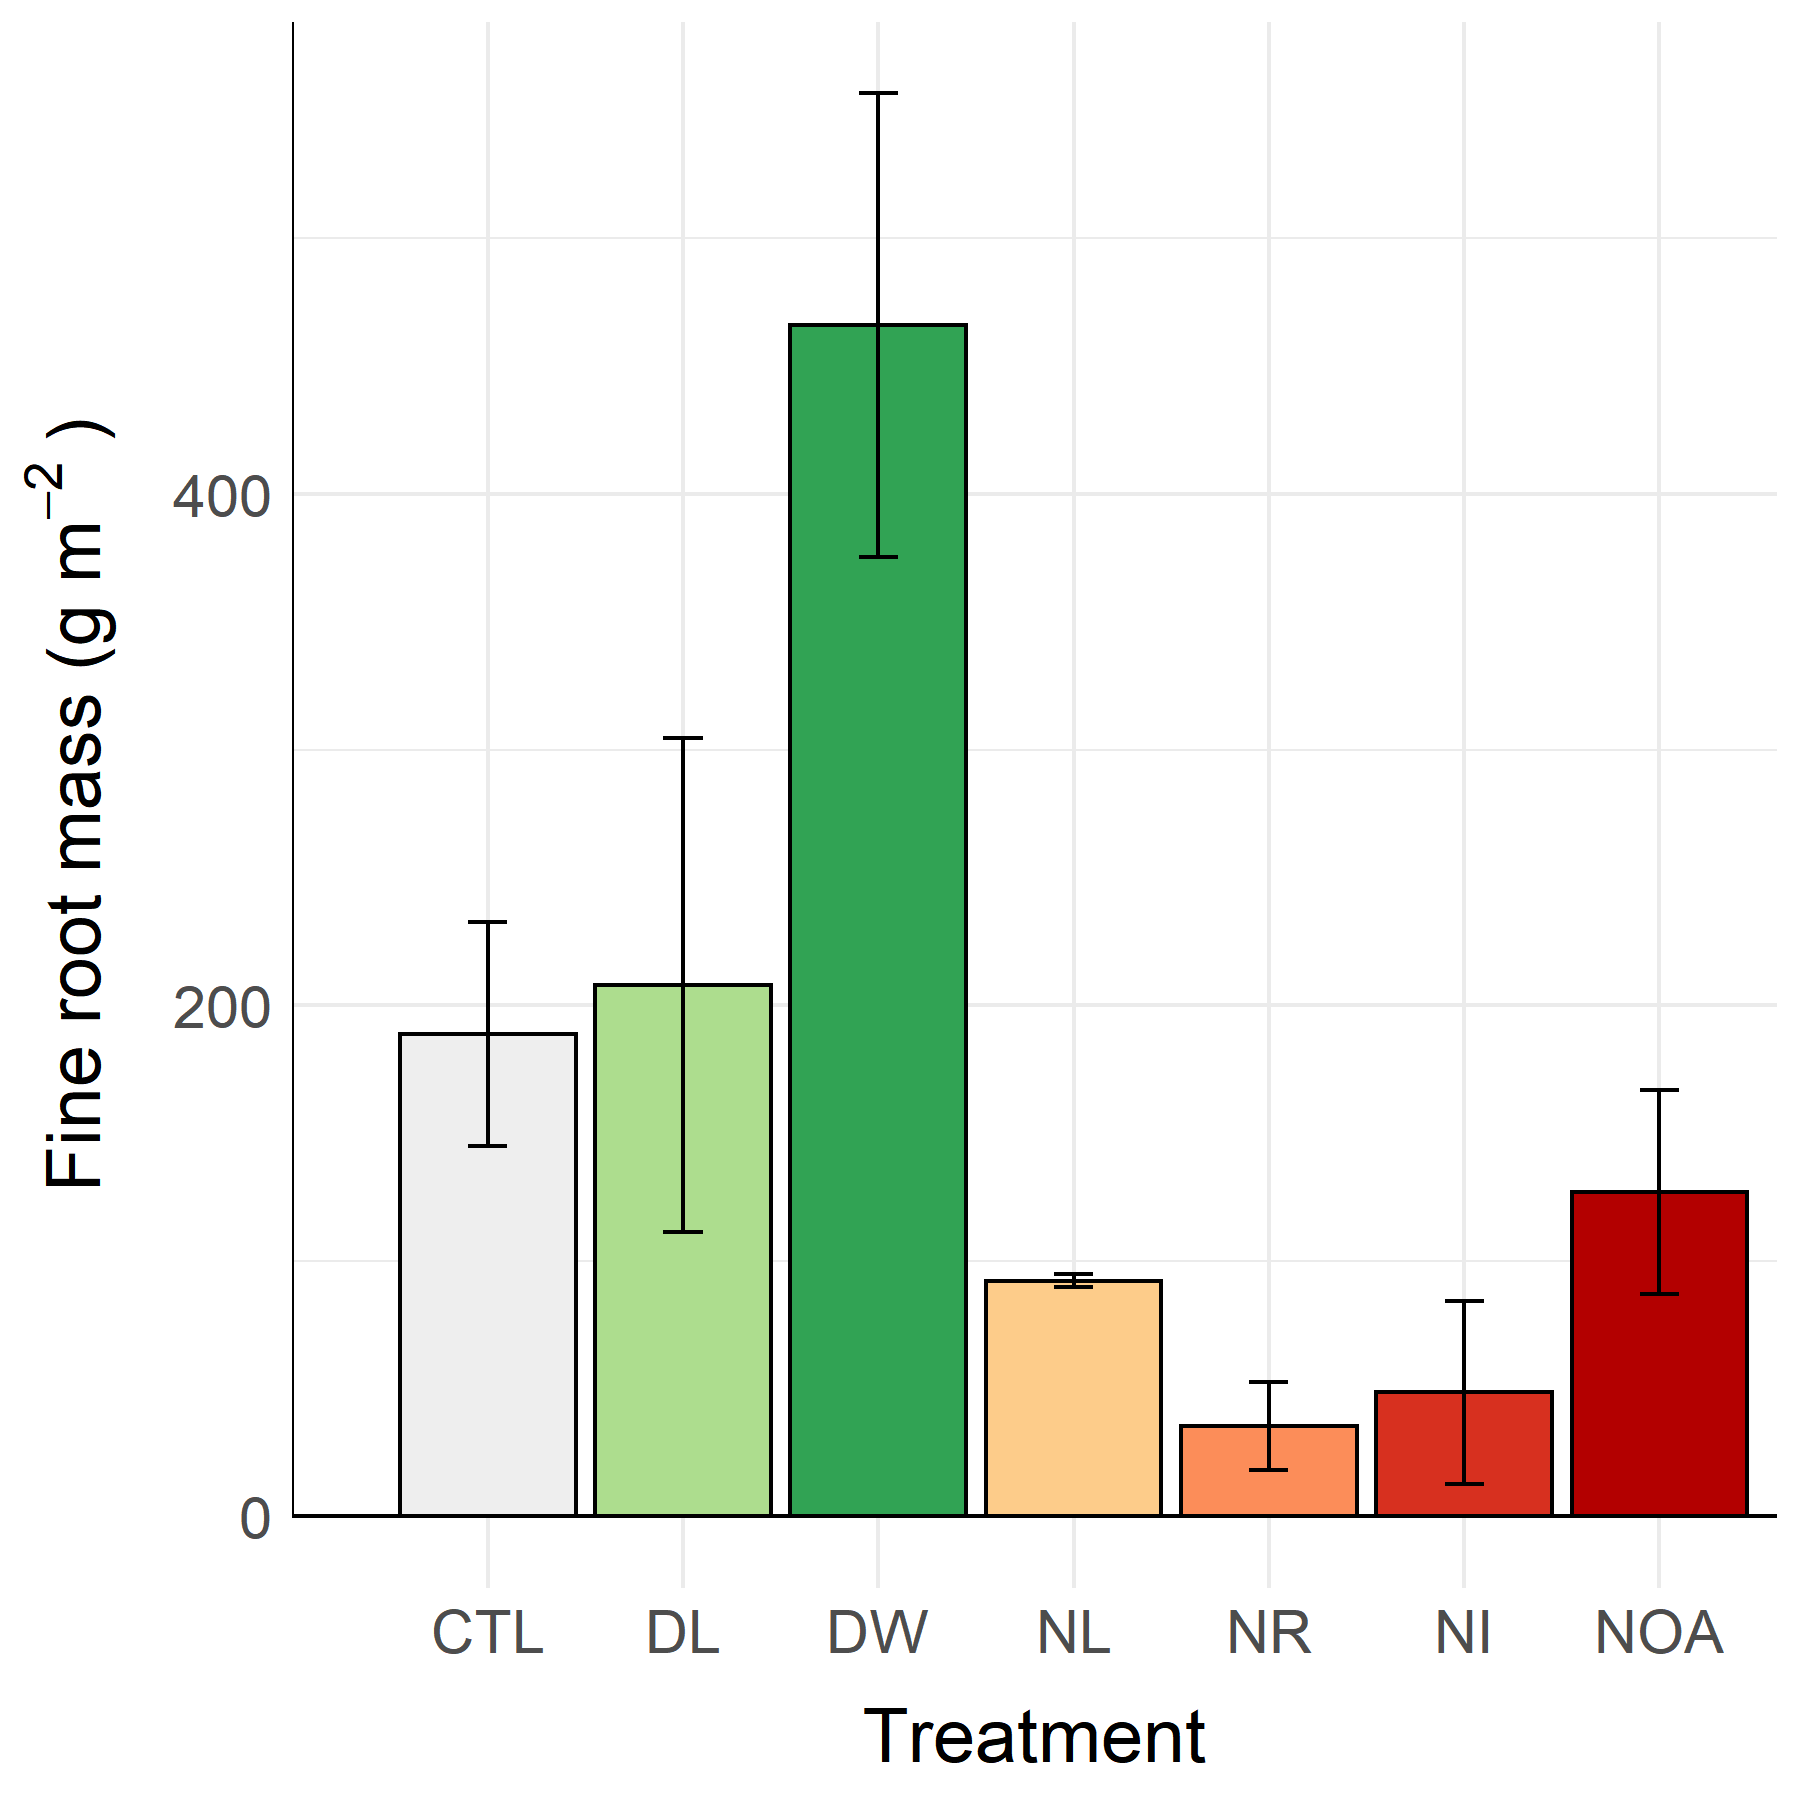 Fine root mass (g m⁻²)
400
200
0
CTL DL DW NL NR NI NOA
Treatment